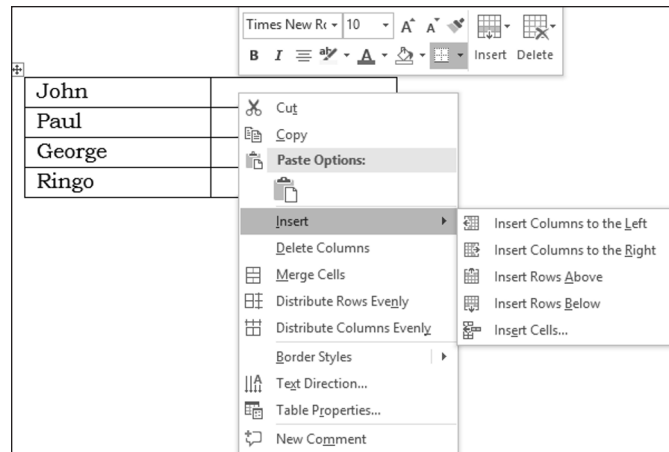 Times New Ro 10 A A
B I ab A Insert Delete
John
Paul
George
Ringo
Cut
Copy
Paste Options:
Insert
Delete Columns
Merge Cells
Distribute Rows Evenly
Distribute Columns Evenly
Border Styles
Text Direction...
Table Properties...
New Comment
Insert Columns to the Left
Insert Columns to the Right
Insert Rows Above
Insert Rows Below
Insert Cells...